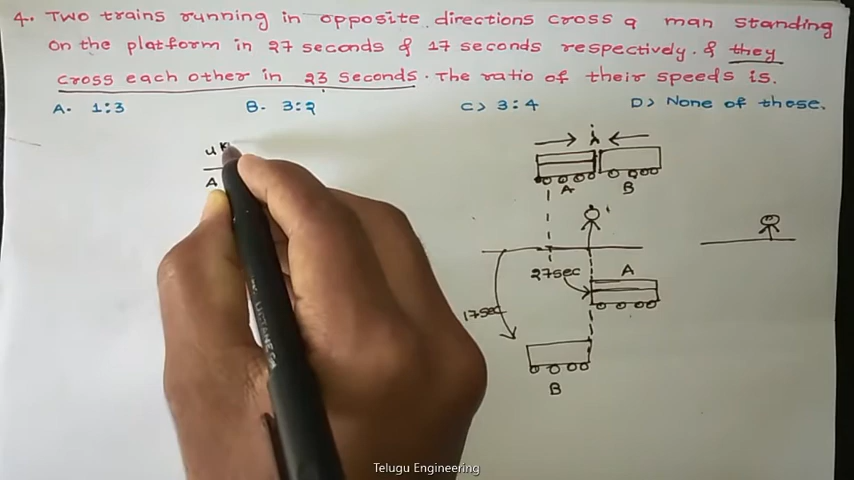 4. Two trains running in opposite directions cross a man standing
on the platform in 27 seconds & 17 seconds respectively. & they
cross each other in 23 seconds. The ratio of their speeds is.
A. 1:3 B. 3:2 C> 3:4 D> None of these.
u
A
A B
27sec A
17sec
B
Telugu Engineering